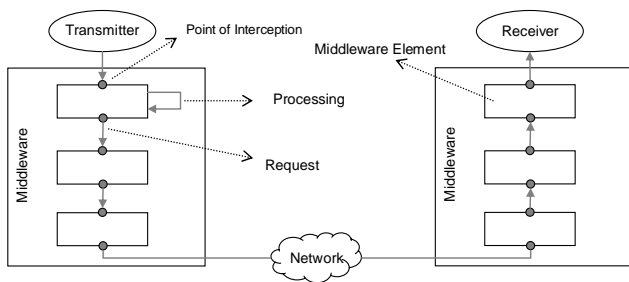 Transmitter
Point of Interception
Receiver
Middleware Element
Processing
Request
Middleware
Middleware
Network